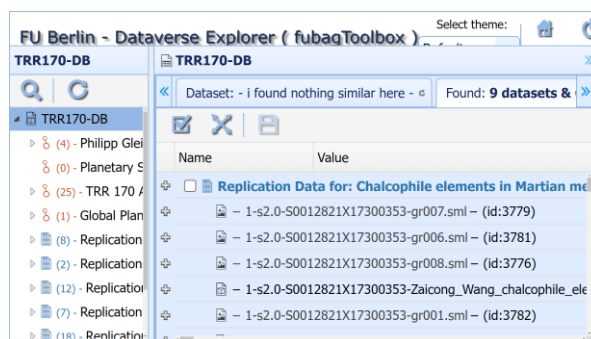 Select theme:
FU Berlin - Dataverse Explorer ( fubagToolbox )
TRR170-DB
TRR170-DB
Dataset: - i found nothing similar here -
Found: 9 datasets &
TRR170-DB
(4) - Philipp Glei
(0) - Planetary S
(25) - TRR 170 A
(1) - Global Plan
(8) - Replication
(2) - Replication
(12) - Replication
(7) - Replication
(18) - Replication
Name Value
Replication Data for: Chalcophile elements in Martian me
– 1-s2.0-S0012821X17300353-gr007.sml – (id:3779)
– 1-s2.0-S0012821X17300353-gr006.sml – (id:3781)
– 1-s2.0-S0012821X17300353-gr008.sml – (id:3776)
– 1-s2.0-S0012821X17300353-Zaicong_Wang_chalcophile_ele
– 1-s2.0-S0012821X17300353-gr001.sml – (id:3782)